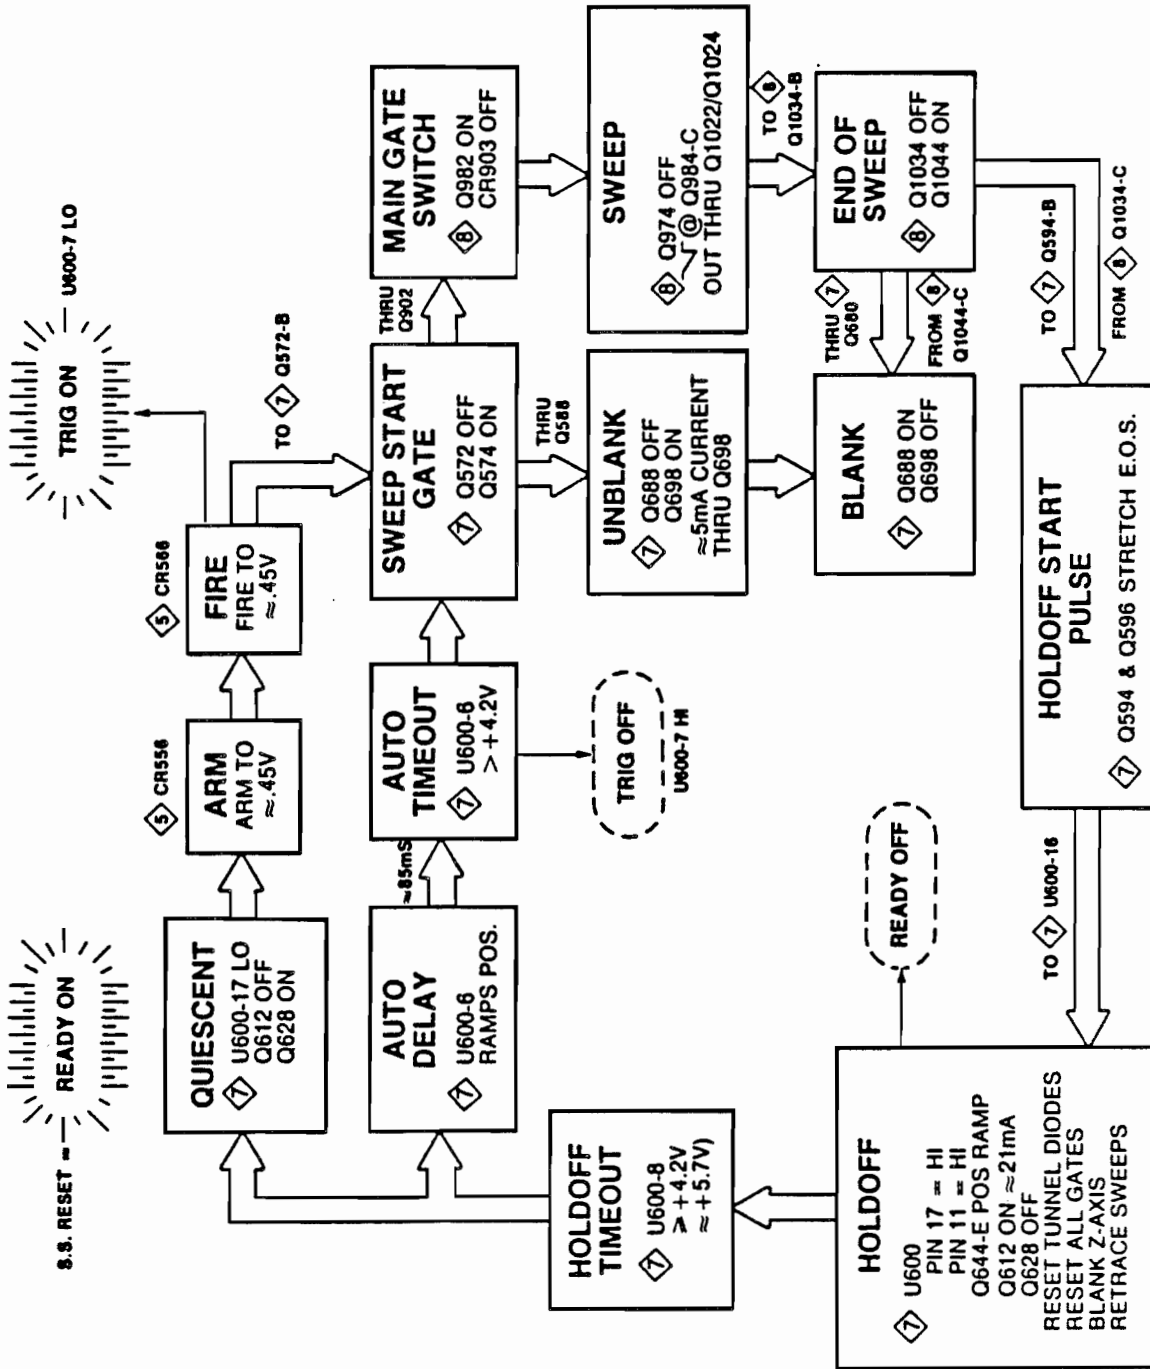 S.S. RESET =
READY ON
TRIG ON
U600-7 LO
QUIESCENT
7 U600-17 LO
Q612 OFF
Q628 ON
5 CR556
ARM
ARM TO
≈.45V
5 CR566
FIRE
FIRE TO
≈.45V
TO 7 Q572-B
AUTO
DELAY
7 U600-6
RAMPS POS.
≈85mS
AUTO
TIMEOUT
7 U600-6
> +4.2V
TRIG OFF
U600-7 HI
SWEEP START
GATE
7 Q572 OFF
Q574 ON
THRU
Q902
MAIN GATE
SWITCH
8 Q982 ON
CR903 OFF
THRU
Q588
UNBLANK
7 Q688 OFF
Q698 ON
≈5mA CURRENT
THRU Q698
SWEEP
8 Q974 OFF
@ Q984-C
OUT THRU Q1022/Q1024
TO 8
Q1034-B
BLANK
7 Q688 ON
Q698 OFF
THRU 7
Q680
FROM 8
Q1044-C
END OF
SWEEP
8 Q1034 OFF
Q1044 ON
TO 7 Q594-B
FROM 8 Q1034-C
HOLDOFF START
PULSE
7 Q594 & Q596 STRETCH E.O.S.
TO 7 U600-16
READY OFF
HOLDOFF
7 U600
PIN 17 = HI
PIN 11 = HI
Q644-E POS RAMP
Q612 ON ≈21mA
Q628 OFF
RESET TUNNEL DIODES
RESET ALL GATES
BLANK Z-AXIS
RETRACE SWEEPS
HOLDOFF
TIMEOUT
7 U600-8
> +4.2V
≈ +5.7V)